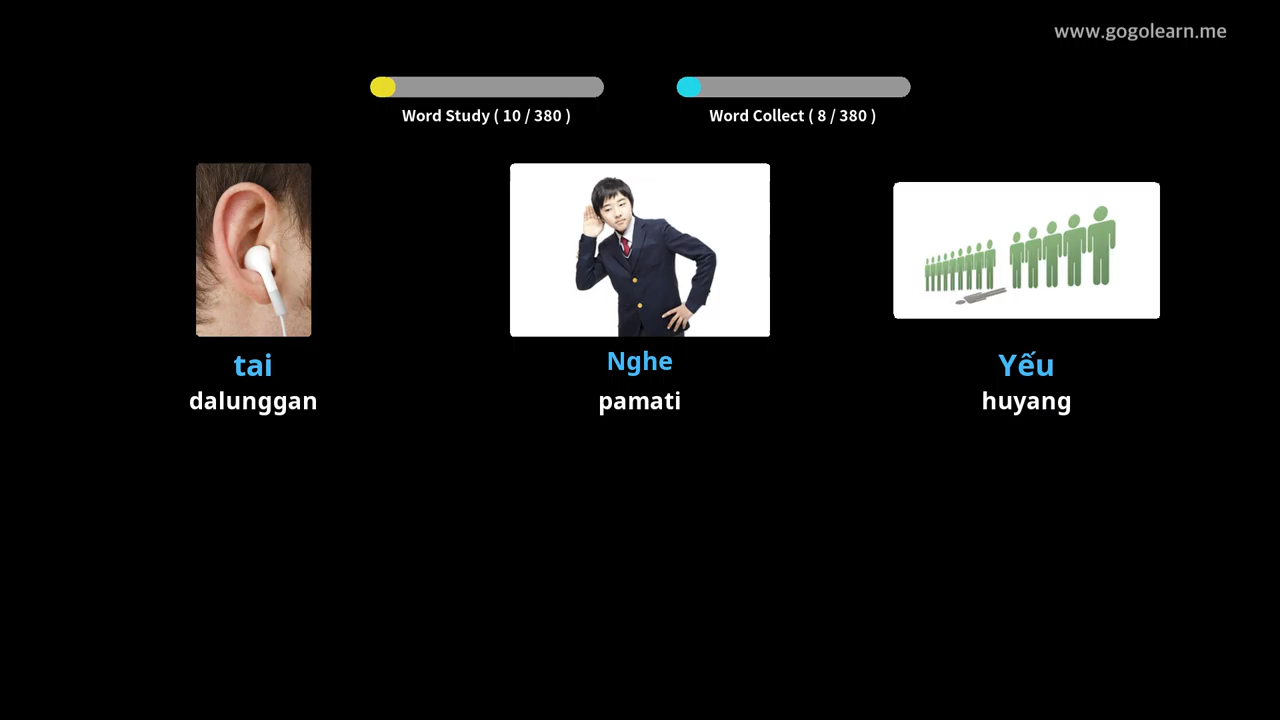 www.gogolearn.me
Word Study ( 10 / 380 )
Word Collect ( 8 / 380 )
tai
dalunggan
Nghe
pamati
Yếu
huyang